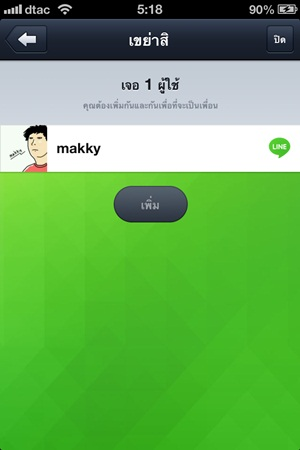 dtac 5:18 90%
เขย่าสิ ปิด
เจอ 1 ผู้ใช้
คุณต้องเพิ่มกันและกันเพื่อที่จะเป็นเพื่อน
makky makky LINE
เพิ่ม